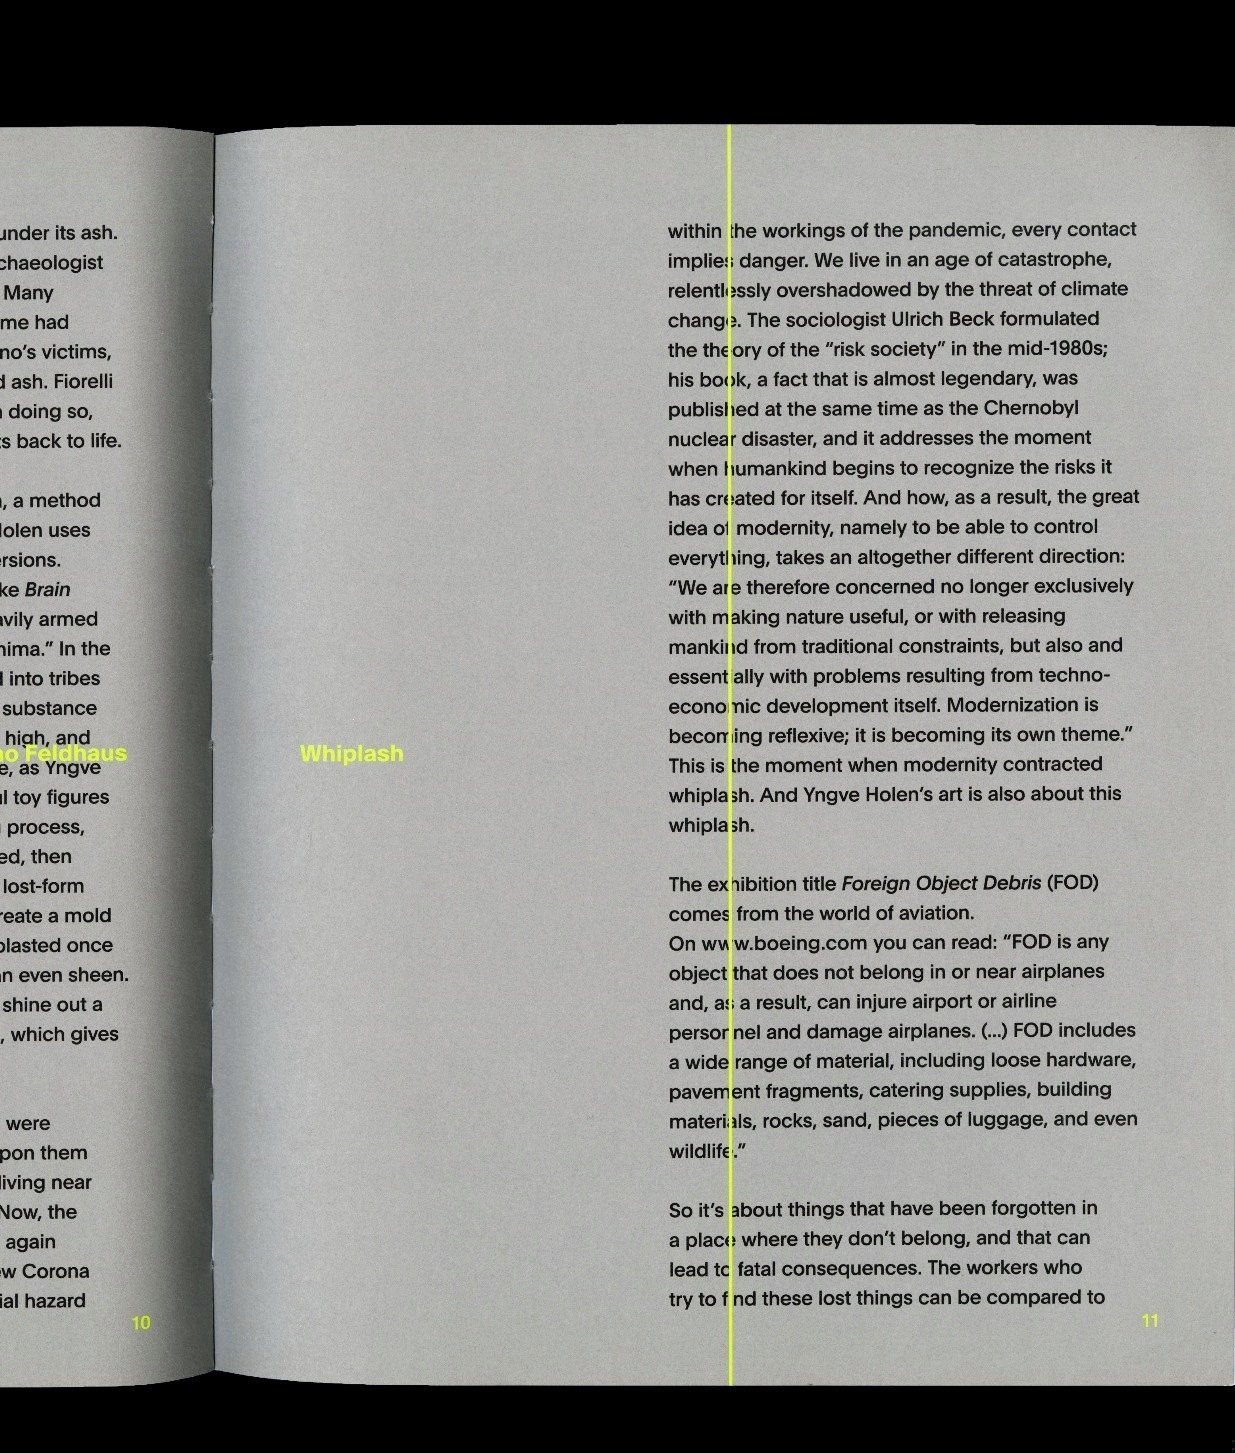 under its ash.
chaeologist
Many
me had
no's victims,
d ash. Fiorelli
doing so,
s back to life.
, a method
Holen uses
ersions.
ke Brain
avily armed
hima." In the
into tribes
substance
high, and
no Feldhaus
e, as Yngve
ul toy figures
process,
ed, then
lost-form
reate a mold
blasted once
an even sheen.
shine out a
, which gives
were
upon them
living near
Now, the
again
ew Corona
ial hazard
10
Whiplash
within the workings of the pandemic, every contact
implies danger. We live in an age of catastrophe,
relentlessly overshadowed by the threat of climate
change. The sociologist Ulrich Beck formulated
the theory of the “risk society” in the mid-1980s;
his book, a fact that is almost legendary, was
published at the same time as the Chernobyl
nuclear disaster, and it addresses the moment
when humankind begins to recognize the risks it
has created for itself. And how, as a result, the great
idea of modernity, namely to be able to control
everything, takes an altogether different direction:
“We are therefore concerned no longer exclusively
with making nature useful, or with releasing
mankind from traditional constraints, but also and
essentially with problems resulting from techno-
economic development itself. Modernization is
becoming reflexive; it is becoming its own theme.”
This is the moment when modernity contracted
whiplash. And Yngve Holen’s art is also about this
whiplash.
The exhibition title Foreign Object Debris (FOD)
comes from the world of aviation.
On www.boeing.com you can read: “FOD is any
object that does not belong in or near airplanes
and, as a result, can injure airport or airline
personnel and damage airplanes. (...) FOD includes
a wide range of material, including loose hardware,
pavement fragments, catering supplies, building
materials, rocks, sand, pieces of luggage, and even
wildlife.”
So it’s about things that have been forgotten in
a place where they don’t belong, and that can
lead to fatal consequences. The workers who
try to find these lost things can be compared to
11